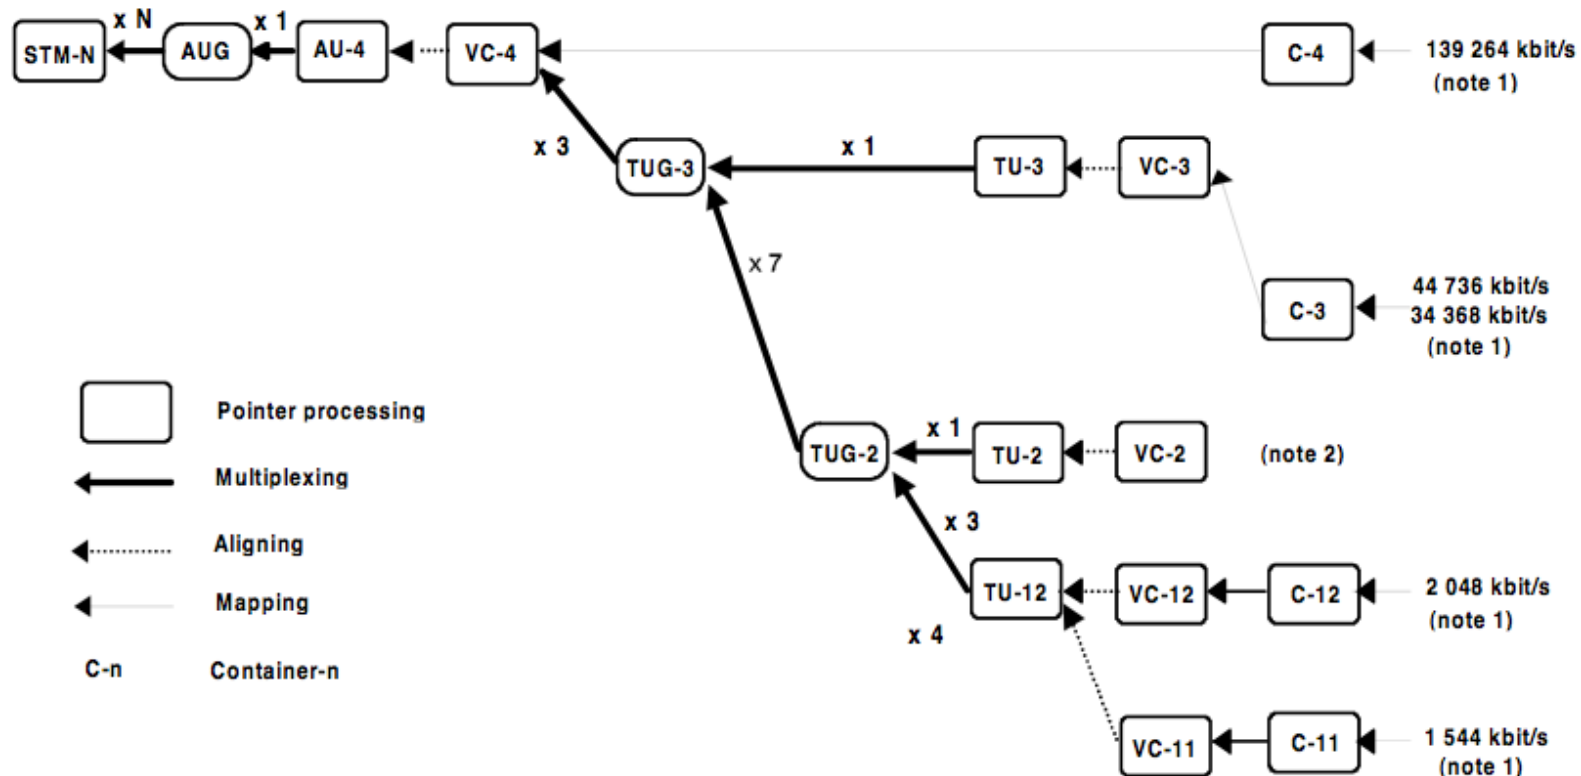 x N
x 1
STM-N
AUG
AU-4
VC-4
C-4
139 264 kbit/s
(note 1)
x 3
x 1
TUG-3
TU-3
VC-3
x 7
C-3
44 736 kbit/s
34 368 kbit/s
(note 1)
Pointer processing
x 1
TUG-2
TU-2
VC-2
(note 2)
Multiplexing
x 3
Aligning
TU-12
VC-12
C-12
2 048 kbit/s
(note 1)
Mapping
x 4
C-n
Container-n
VC-11
C-11
1 544 kbit/s
(note 1)